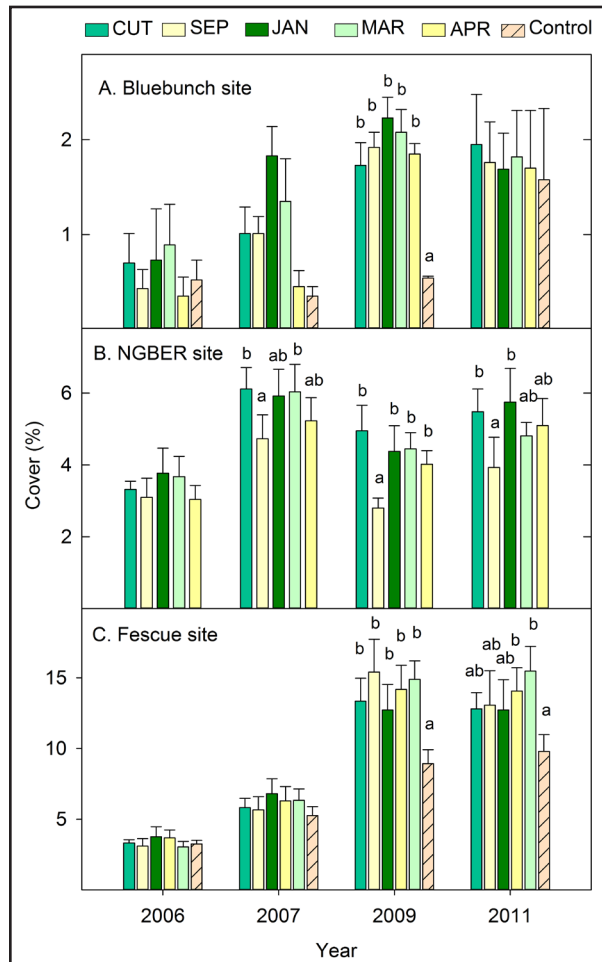 CUT SEP JAN MAR APR Control
A. Bluebunch site
b b b b b
2
1
a
B. NGBER site
b a ab b ab
b a b b b
b a b ab ab
6
4
2
Cover (%)
C. Fescue site
b b b b b a
ab ab ab b b a
15
10
5
2006 2007 2009 2011
Year